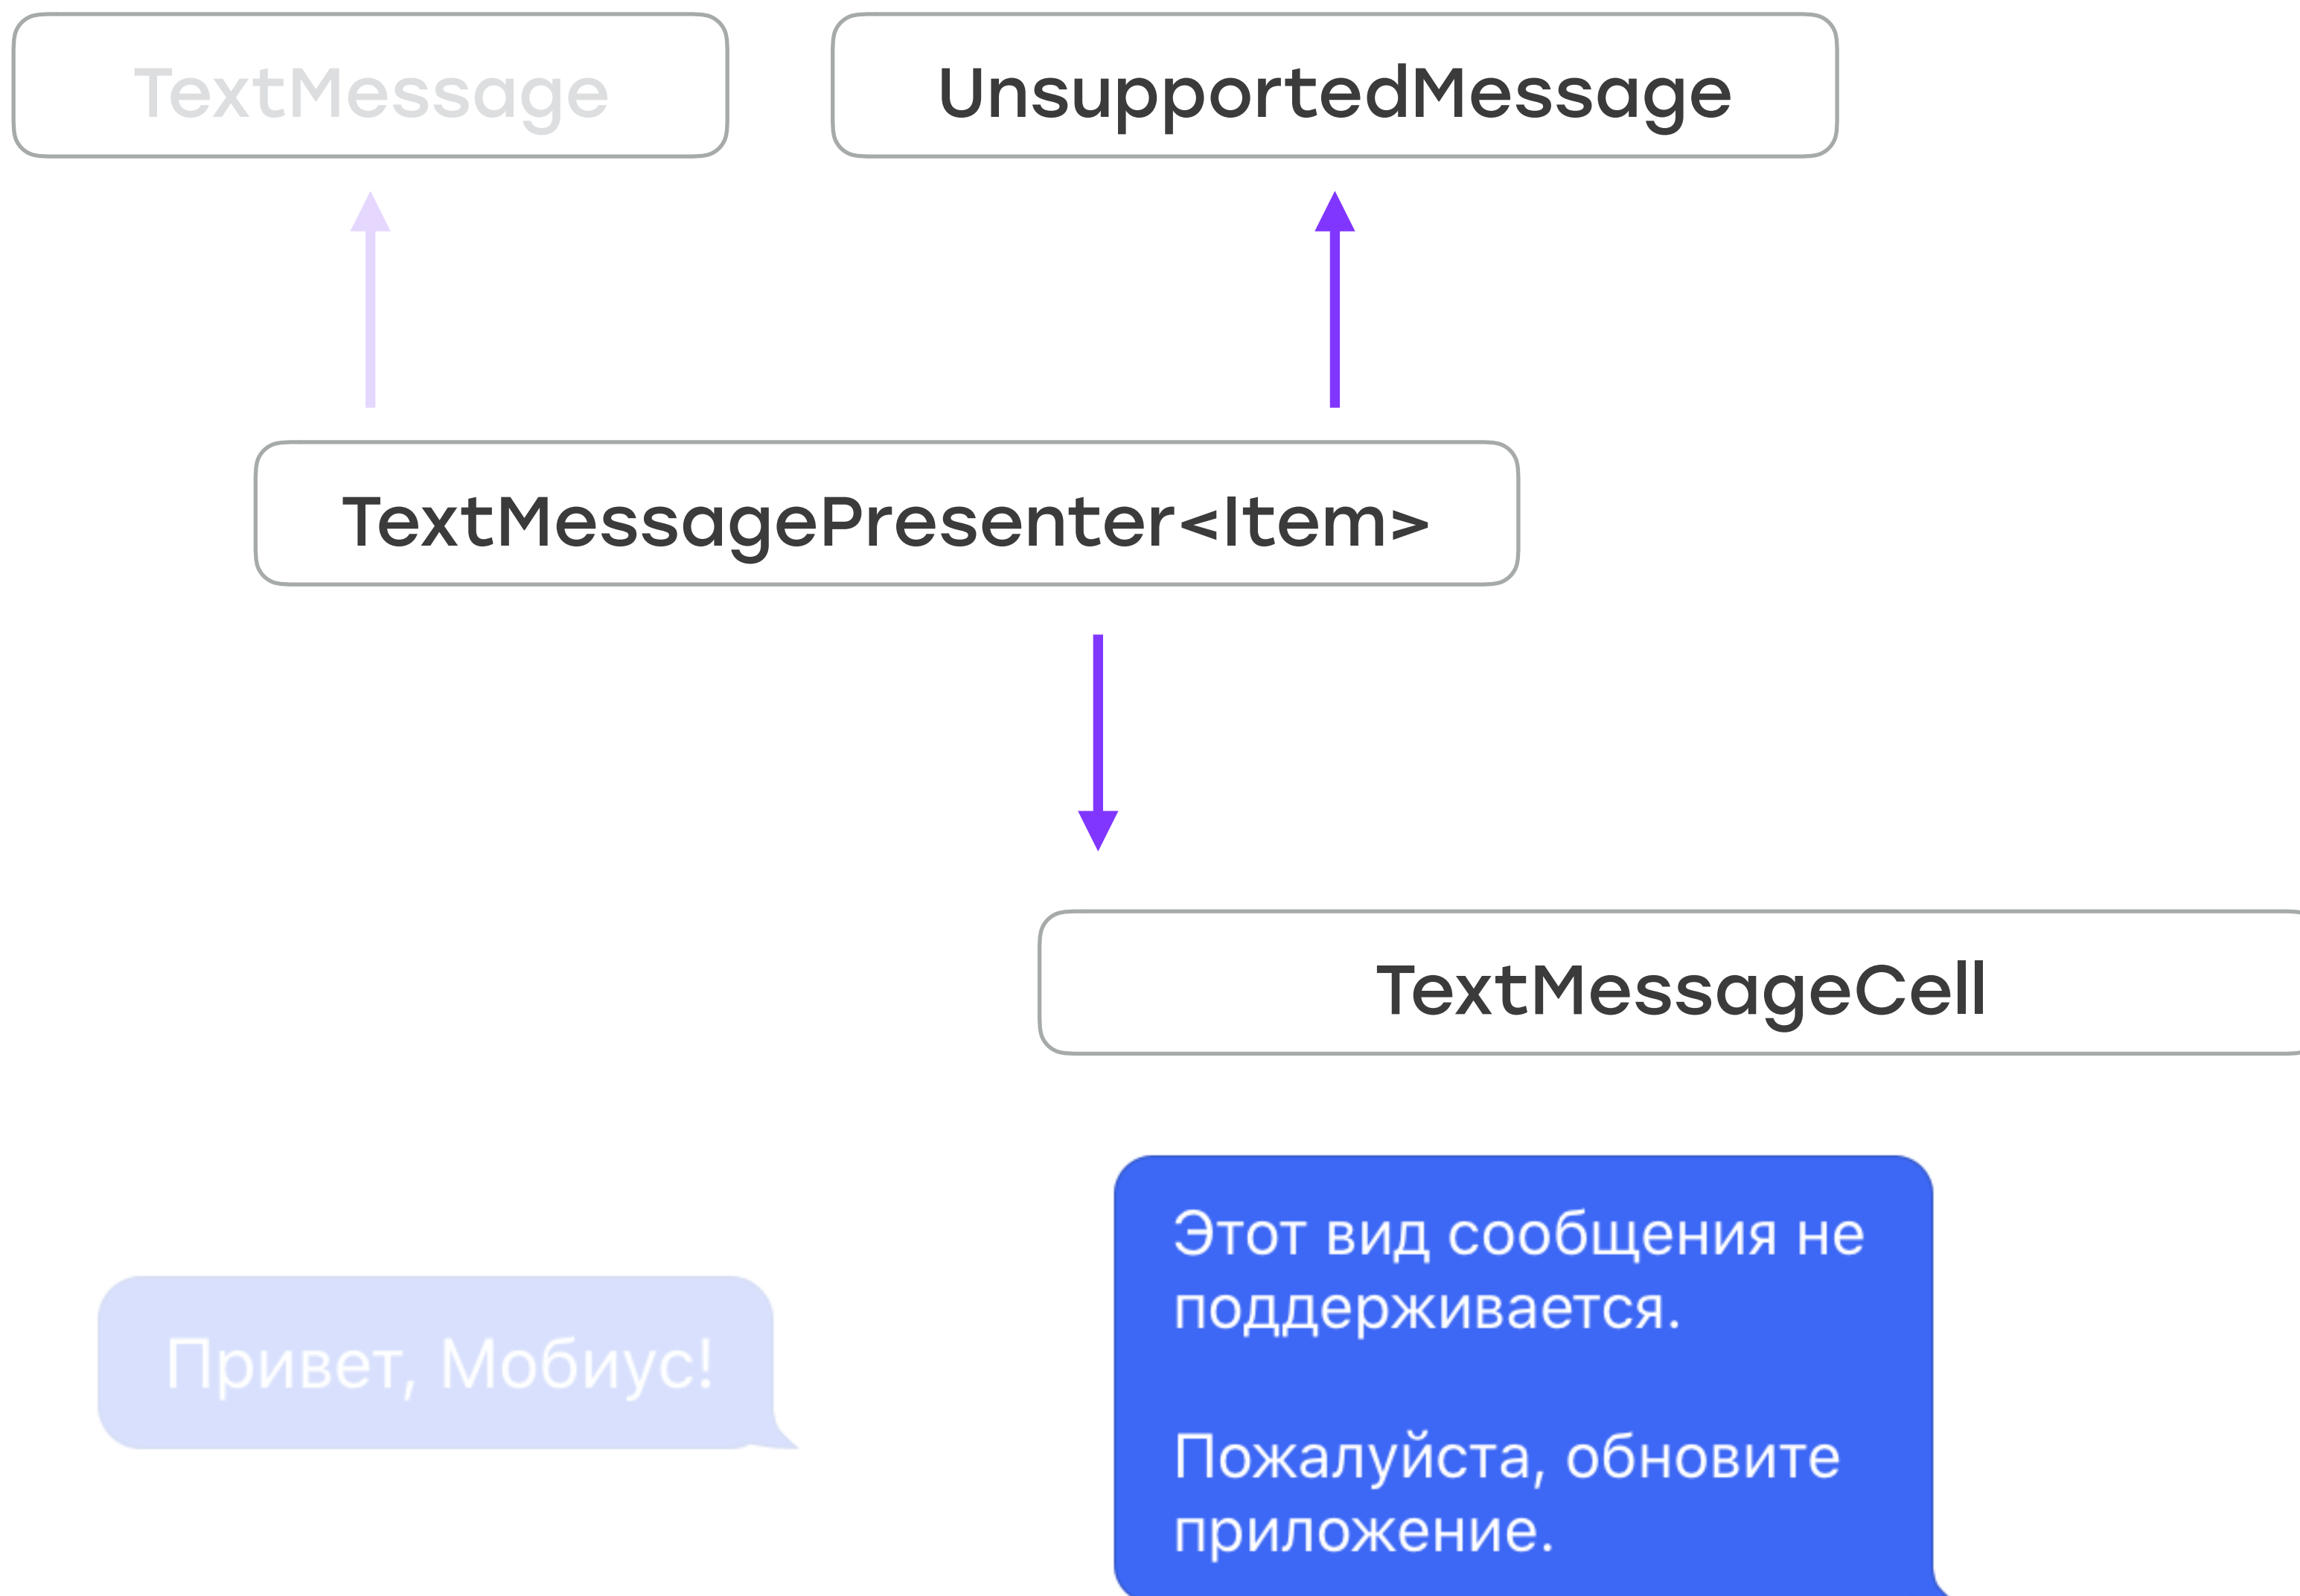 TextMessage
UnsupportedMessage
TextMessagePresenter<Item>
TextMessageCell
Привет, Мобиус!
Этот вид сообщения не
поддерживается.
Пожалуйста, обновите
приложение.